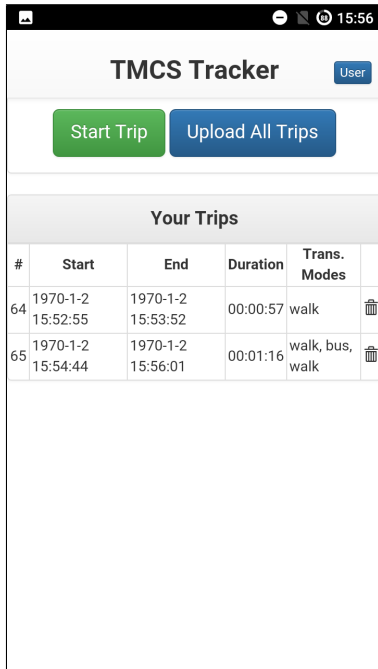 88 15:56
TMCS Tracker
User
Start Trip Upload All Trips
Your Trips
# Start End Duration Trans. Modes
64 1970-1-2 15:52:55 1970-1-2 15:53:52 00:00:57 walk
65 1970-1-2 15:54:44 1970-1-2 15:56:01 00:01:16 walk, bus, walk